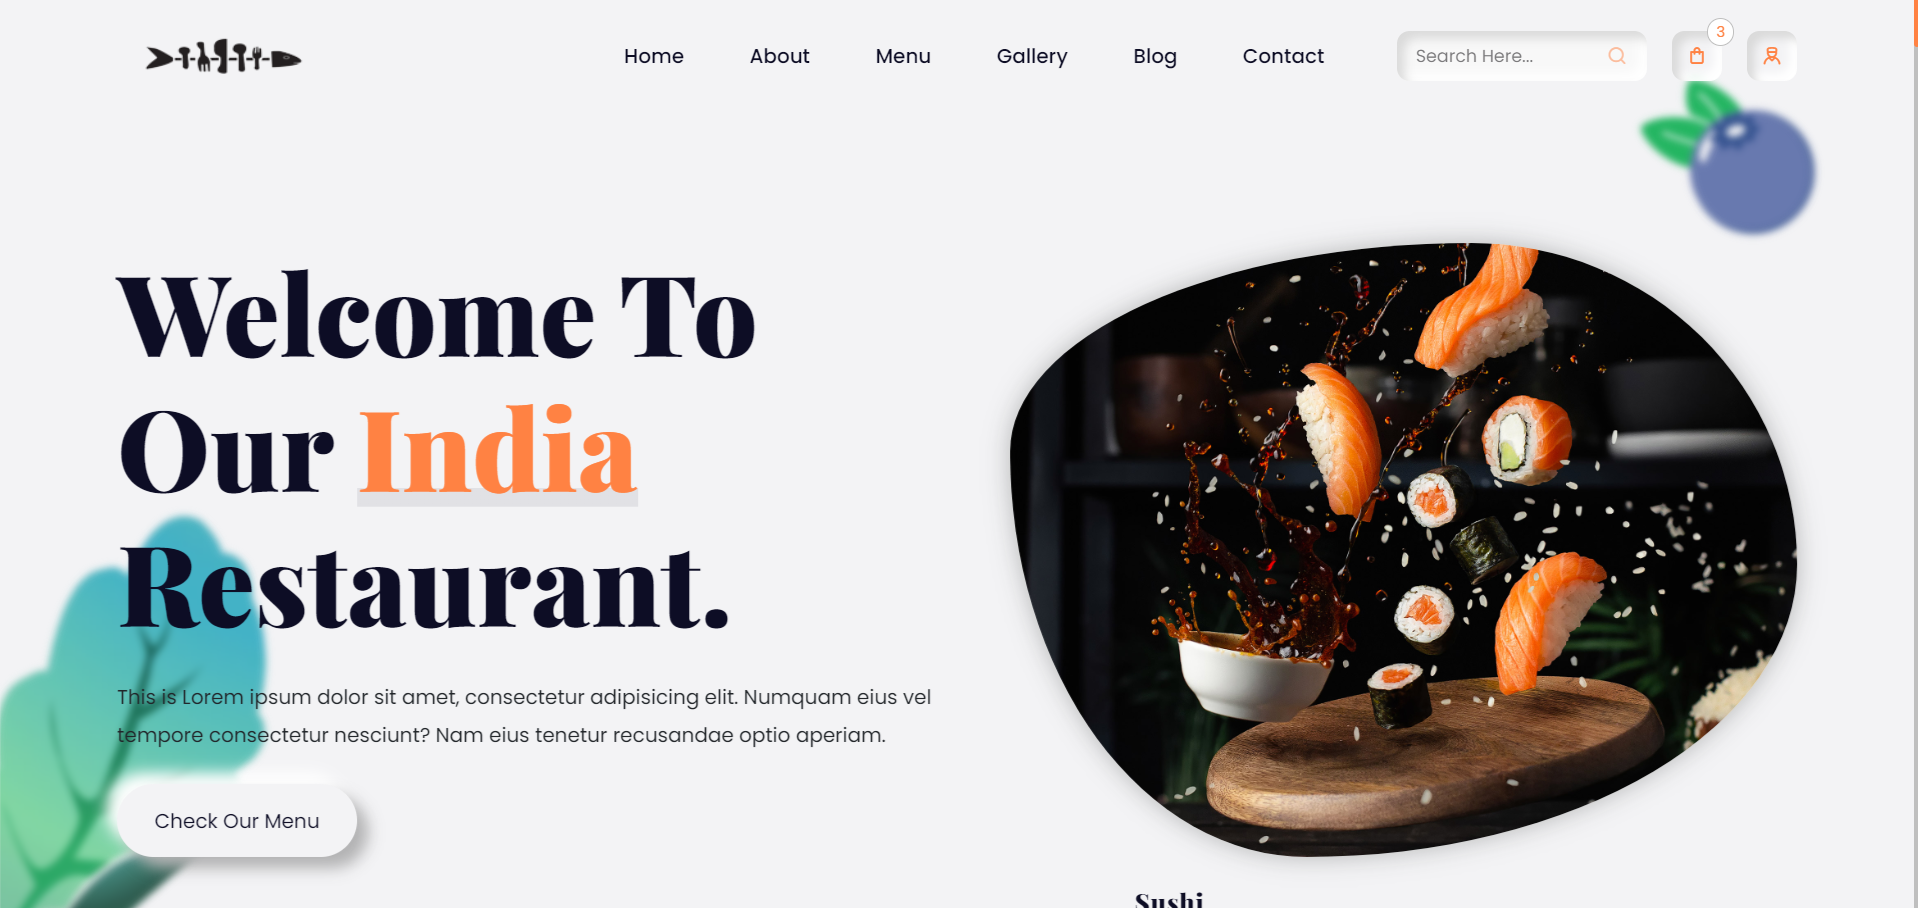 Home About Menu Gallery Blog Contact Search Here... 3
Welcome To
Our India
Restaurant.
This is Lorem ipsum dolor sit amet, consectetur adipisicing elit. Numquam eius vel
tempore consectetur nesciunt? Nam eius tenetur recusandae optio aperiam.
Check Our Menu
Sushi